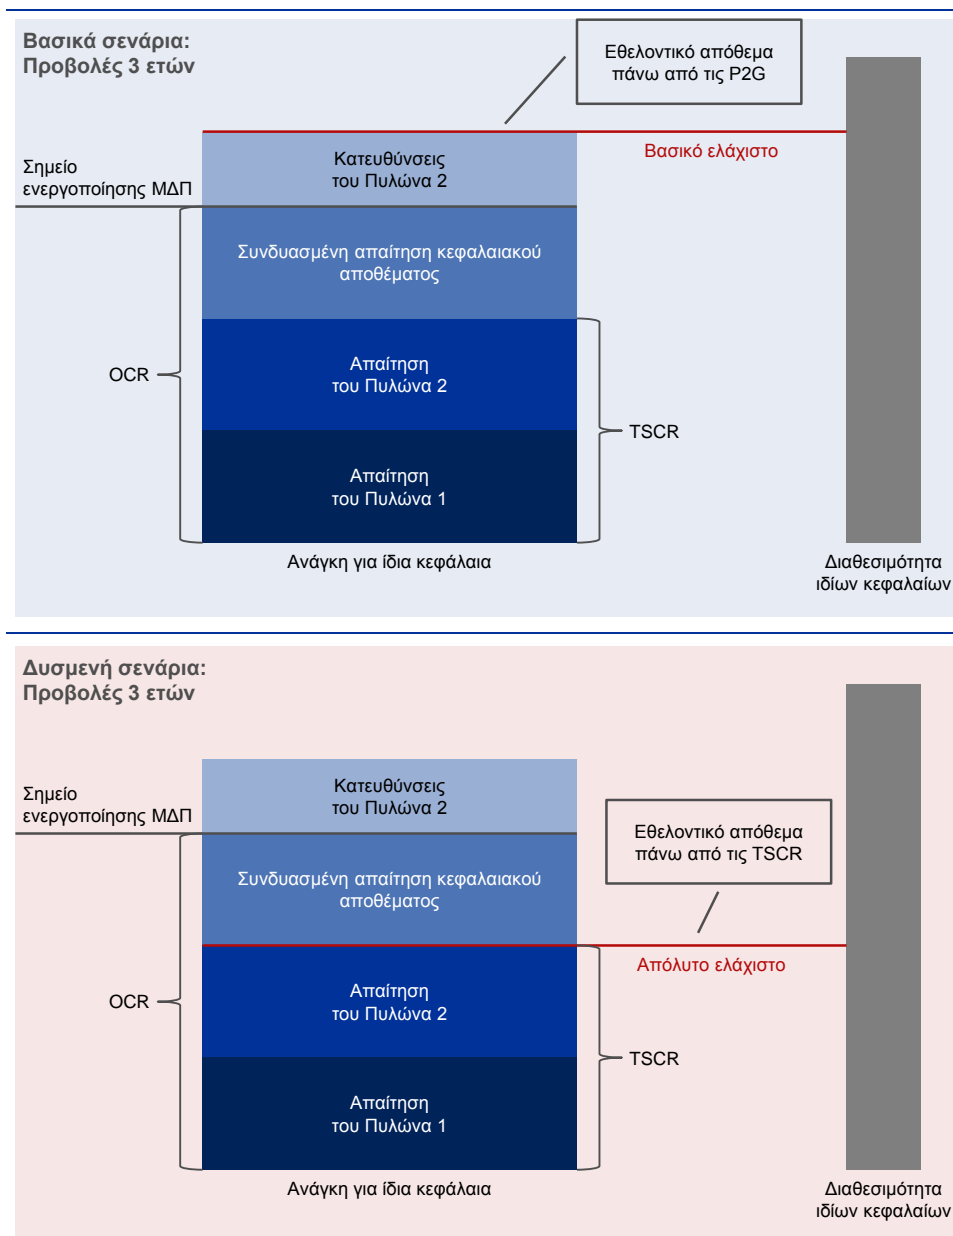 Βασικά σενάρια:
Προβολές 3 ετών
Εθελοντικό απόθεμα
πάνω από τις P2G
Βασικό ελάχιστο
Κατευθύνσεις
του Πυλώνα 2
Σημείο
ενεργοποίησης ΜΔΠ
Συνδυασμένη απαίτηση κεφαλαιακού
αποθέματος
OCR
Απαίτηση
του Πυλώνα 2
TSCR
Απαίτηση
του Πυλώνα 1
Ανάγκη για ίδια κεφάλαια
Διαθεσιμότητα
ιδίων κεφαλαίων
Δυσμενή σενάρια:
Προβολές 3 ετών
Κατευθύνσεις
του Πυλώνα 2
Σημείο
ενεργοποίησης ΜΔΠ
Εθελοντικό απόθεμα
πάνω από τις TSCR
Συνδυασμένη απαίτηση κεφαλαιακού
αποθέματος
Απόλυτο ελάχιστο
OCR
Απαίτηση
του Πυλώνα 2
TSCR
Απαίτηση
του Πυλώνα 1
Ανάγκη για ίδια κεφάλαια
Διαθεσιμότητα
ιδίων κεφαλαίων